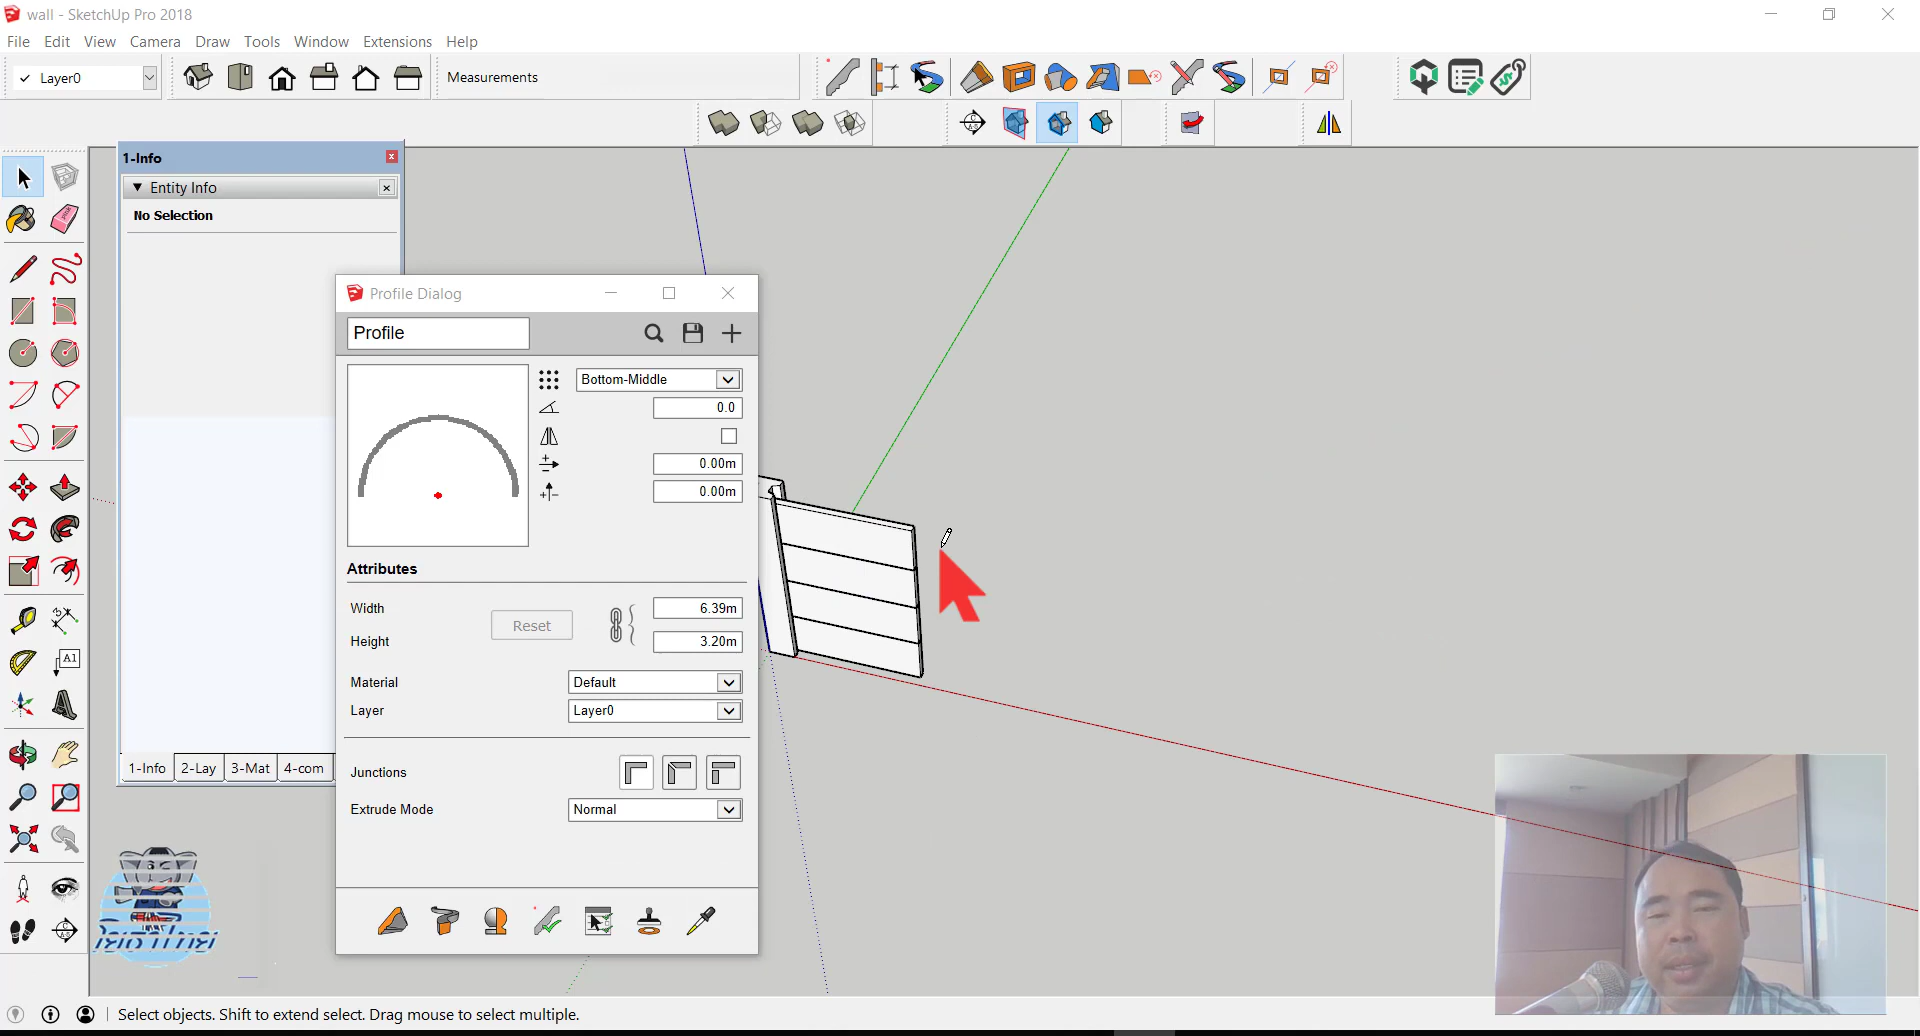 wall - SketchUp Pro 2018
File Edit View Camera Draw Tools Window Extensions Help
Layer0
Measurements
1-Info
Entity Info
No Selection
Profile Dialog
Profile
Bottom-Middle
0.0
0.00m
0.00m
Attributes
Width 6.39m
Reset
Height 3.20m
Material Default
Layer Layer0
1-Info 2-Lay 3-Mat 4-com
Junctions
Extrude Mode Normal
A1
Select objects. Shift to extend select. Drag mouse to select multiple.